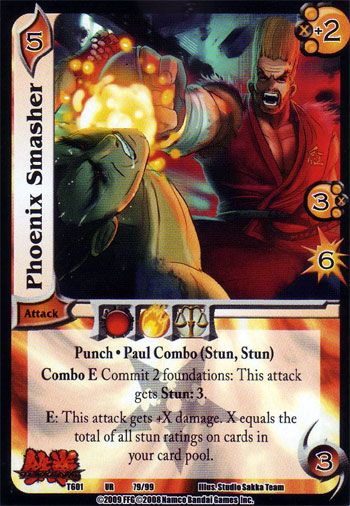 5
+2
Phoenix Smasher
3
6
Attack
Punch • Paul Combo (Stun, Stun)
Combo E Commit 2 foundations: This attack
gets Stun: 3.
E: This attack gets +X damage. X equals the
total of all stun ratings on cards in
your card pool.
3
T601 UR 79/99 Illus. Studio Sakka Team
©2009 FFG ©2008 Namco Bandai Games Inc.